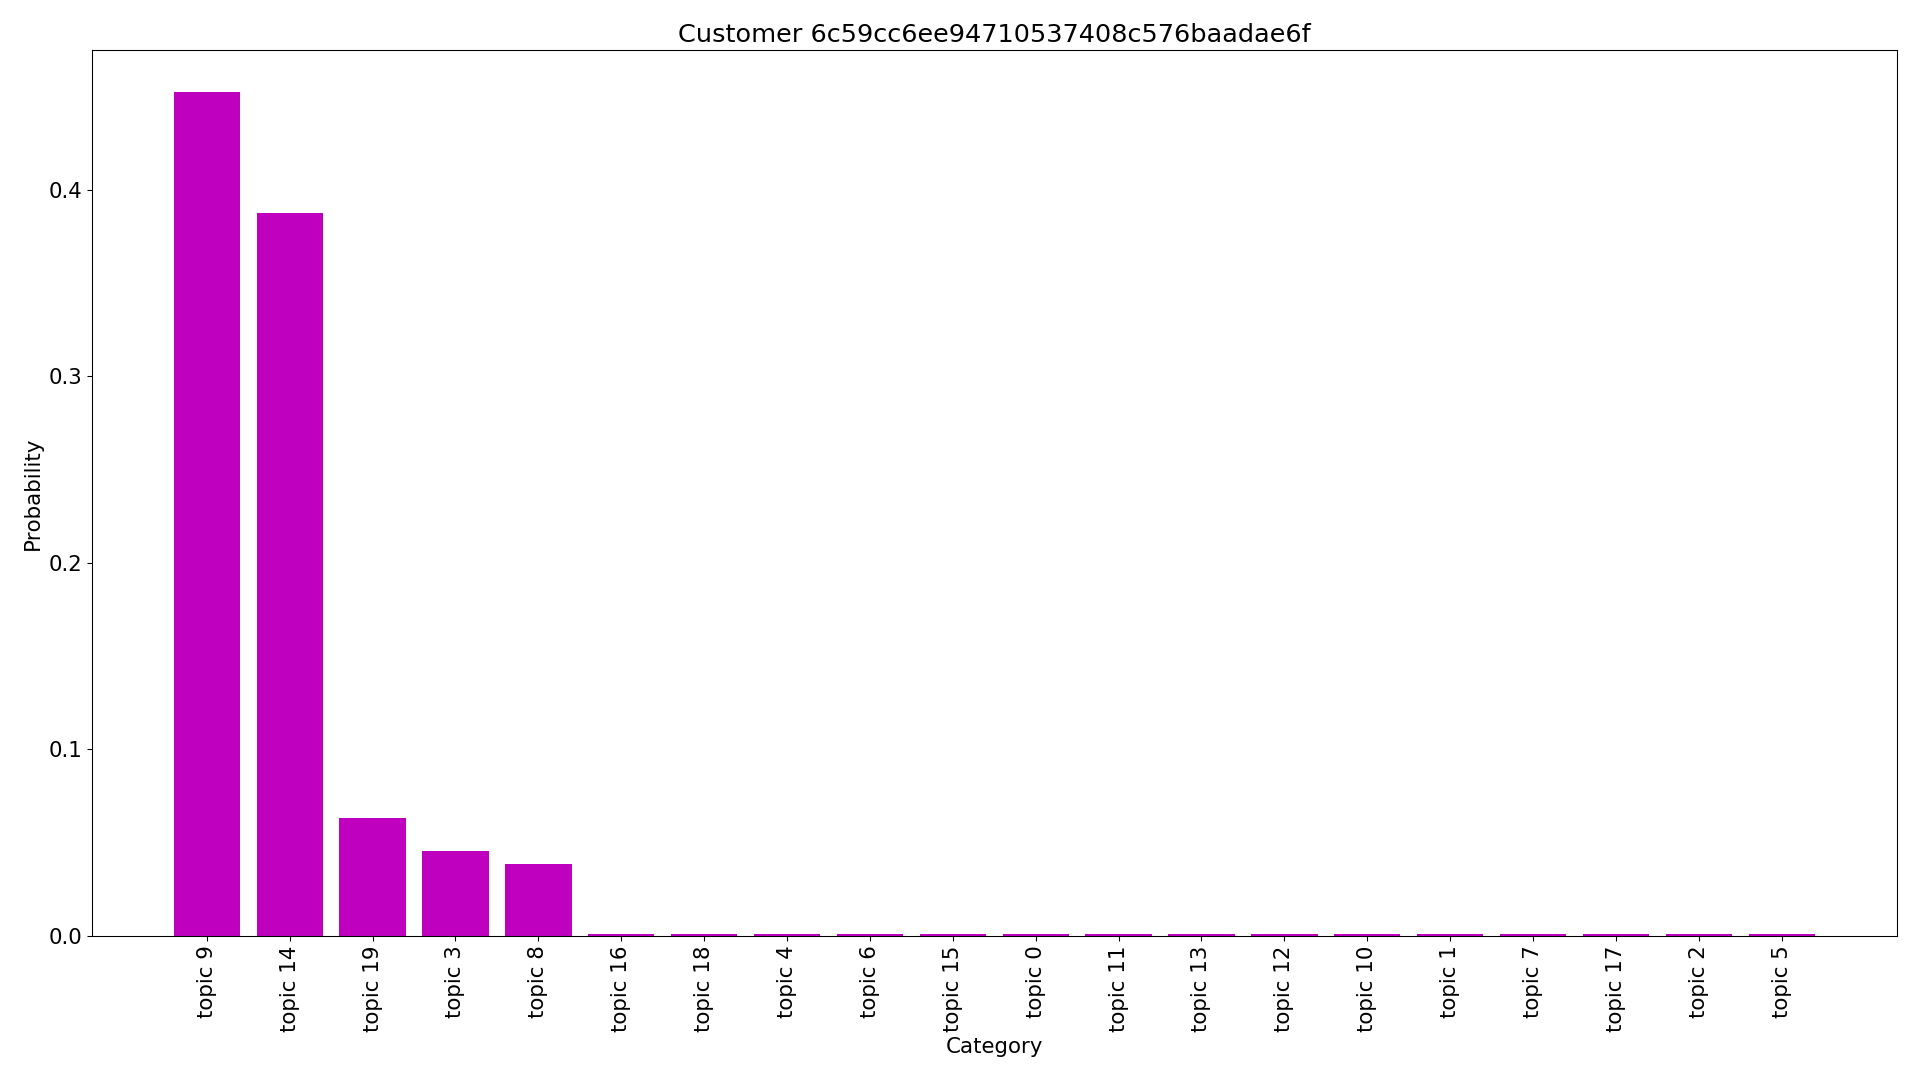 Customer 6c59cc6ee94710537408c576baadae6f
Probability
0.4
0.3
0.2
0.1
0.0
topic 9
topic 14
topic 19
topic 3
topic 8
topic 16
topic 18
topic 4
topic 6
topic 15
topic 0
topic 11
topic 13
topic 12
topic 10
topic 1
topic 7
topic 17
topic 2
topic 5
Category